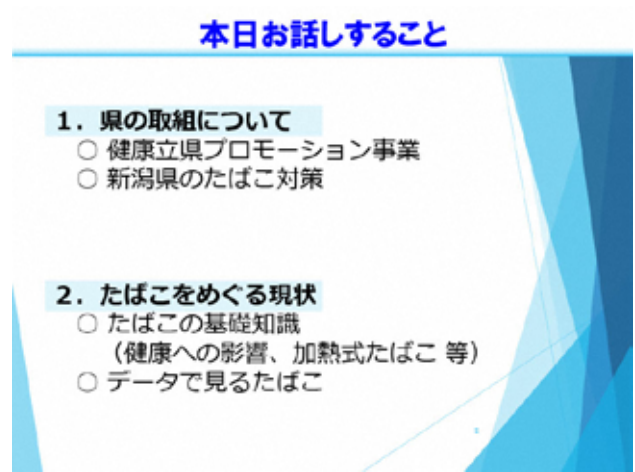 本日お話しすること
1．県の取組について
○ 健康立県プロモーション事業
○ 新潟県のたばこ対策
2．たばこをめぐる現状
○ たばこの基礎知識
（健康への影響、加熱式たばこ 等）
○ データで見るたばこ